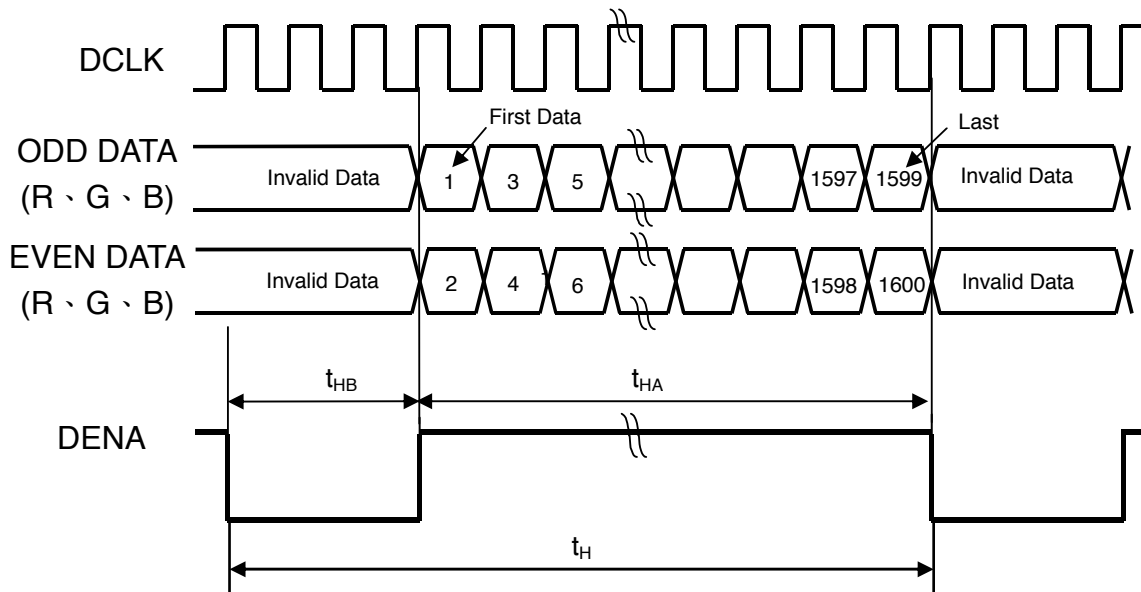 DCLK
First Data
Last
ODD DATA
(R、G、B)
Invalid Data
1
3
5
1597
1599
Invalid Data
EVEN DATA
(R、G、B)
Invalid Data
2
4
6
1598
1600
Invalid Data
tHB
tHA
DENA
tH